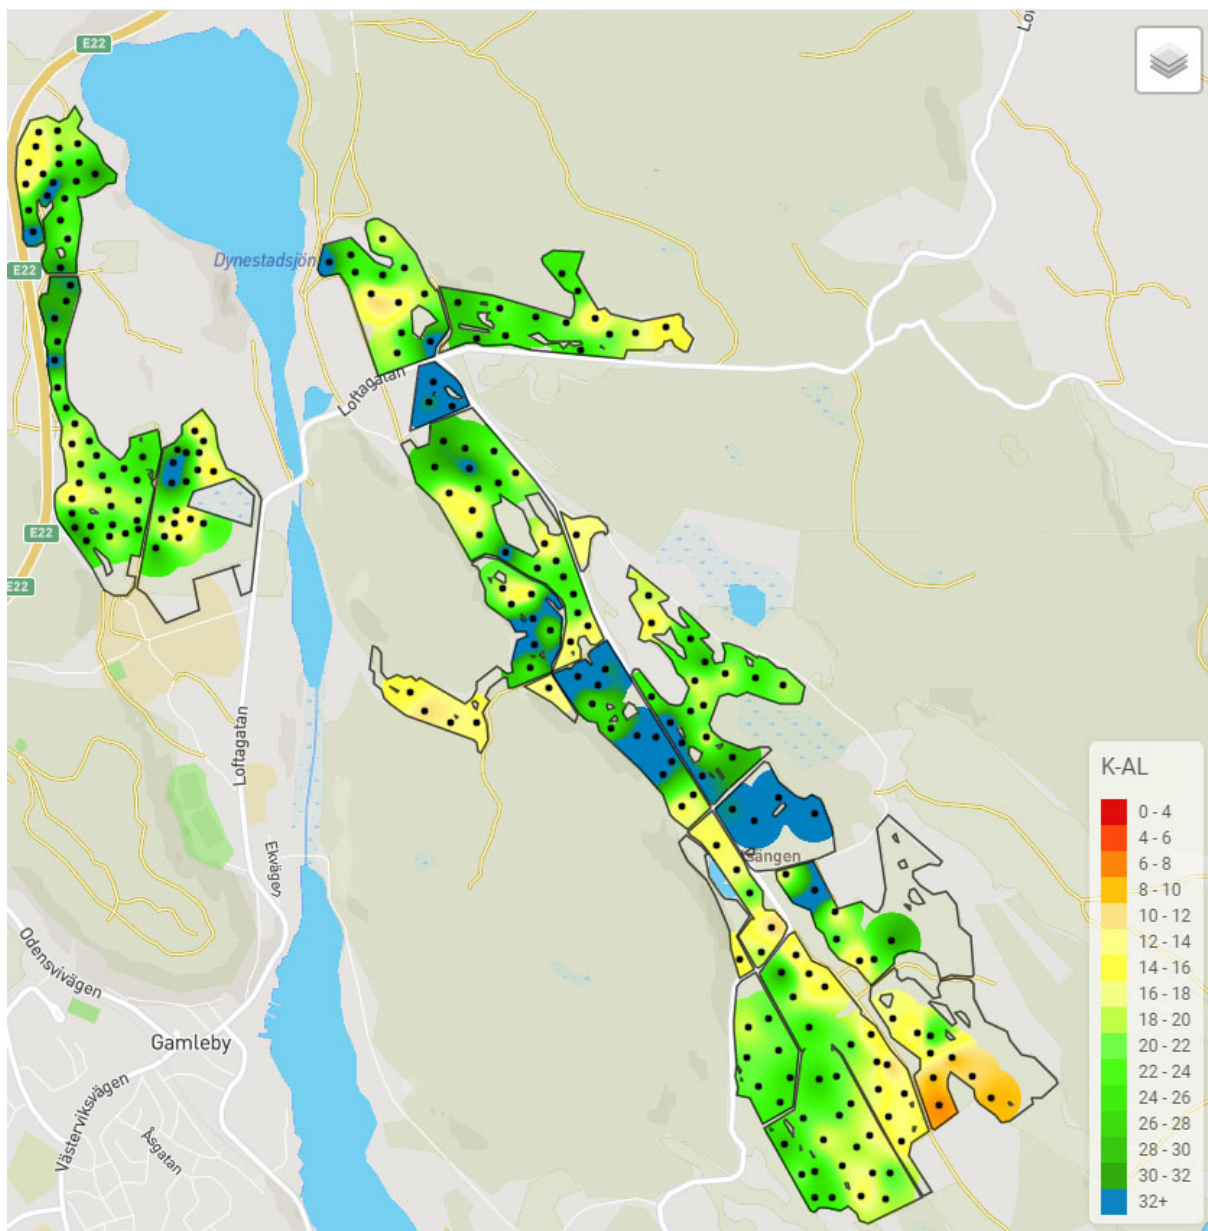 E22
Lof
Dynestadsjön
E22
Loftagatan
E22
E22
Loftagatan
sängen
Ekvägen
Odensvivägen
Gamleby
Västerviksvägen
Åsgatan
K-AL
0 - 4
4 - 6
6 - 8
8 - 10
10 - 12
12 - 14
14 - 16
16 - 18
18 - 20
20 - 22
22 - 24
24 - 26
26 - 28
28 - 30
30 - 32
32+